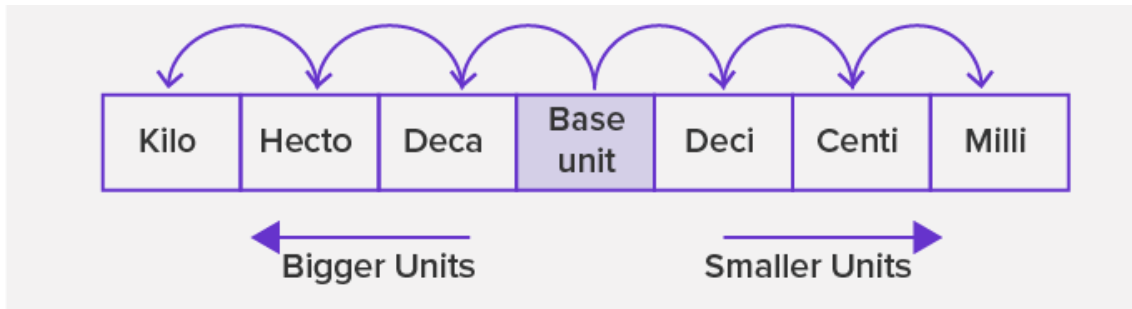 Kilo
Hecto
Deca
Base
unit
Deci
Centi
Milli
Bigger Units
Smaller Units